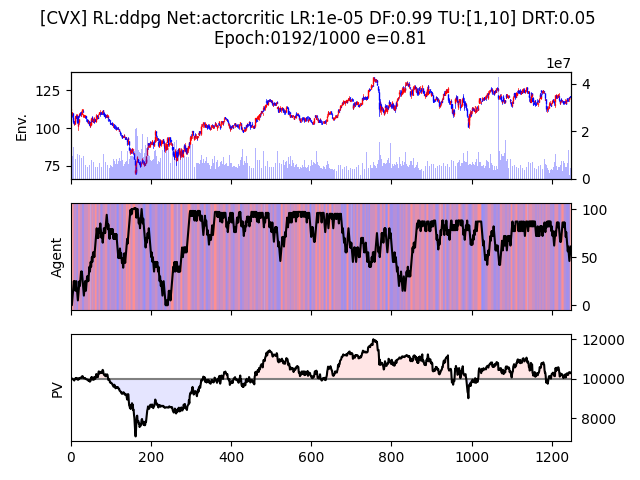 [CVX] RL:ddpg Net:actorcritic LR:1e-05 DF:0.99 TU:[1,10] DRT:0.05
Epoch:0192/1000 e=0.81
1e7
125
100
75
Env.
4
2
0
Agent
100
50
0
PV
12000
10000
8000
0 200 400 600 800 1000 1200